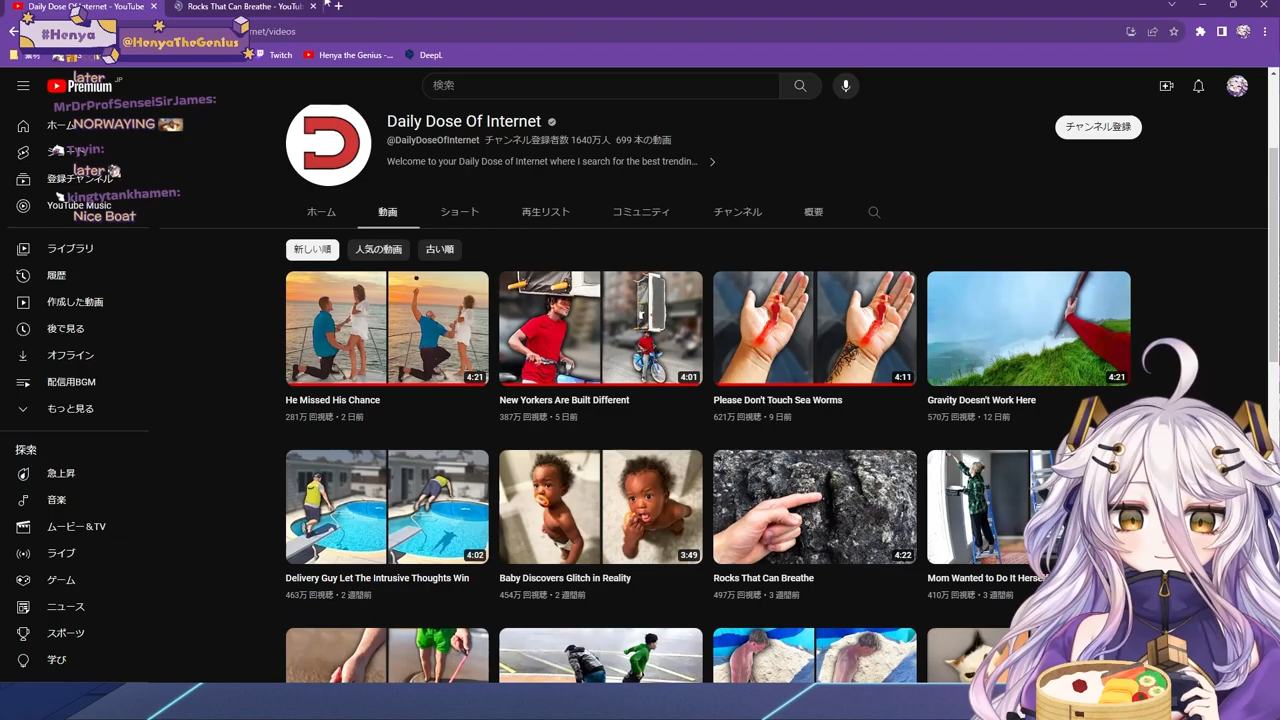 Daily Dose Of Internet - YouTube
Rocks That Can Breathe - YouTu
#Henya
@HenyaTheGenius
net/videos
Twitch
Henya the Genius -...
DeepL
later
Premium
JP
検索
MrDrProfSenseiSirJames:
NORWAYING
later
kingtytankhamen:
Nice Boat
ホーム
登録チャンネル
YouTube Music
ライブラリ
履歴
作成した動画
後で見る
オフライン
配信用BGM
もっと見る
探索
急上昇
音楽
ムービー&TV
ライブ
ゲーム
ニュース
スポーツ
学び
Daily Dose Of Internet
@DailyDoseOfInternet チャンネル登録者数 1640万人 699 本の動画
Welcome to your Daily Dose of Internet where I search for the best trendin...
チャンネル登録
ホーム
動画
ショート
再生リスト
コミュニティ
チャンネル
概要
新しい順
人気の動画
古い順
4:21
4:01
4:11
4:21
He Missed His Chance
281万 回視聴・2 日前
New Yorkers Are Built Different
387万 回視聴・5 日前
Please Don't Touch Sea Worms
621万 回視聴・9 日前
Gravity Doesn't Work Here
570万 回視聴・12 日前
4:02
3:49
4:22
Delivery Guy Let The Intrusive Thoughts Win
463万 回視聴・2 週間前
Baby Discovers Glitch in Reality
454万 回視聴・2 週間前
Rocks That Can Breathe
497万 回視聴・3 週間前
Mom Wanted to Do It Herse
410万 回視聴・3 週間前